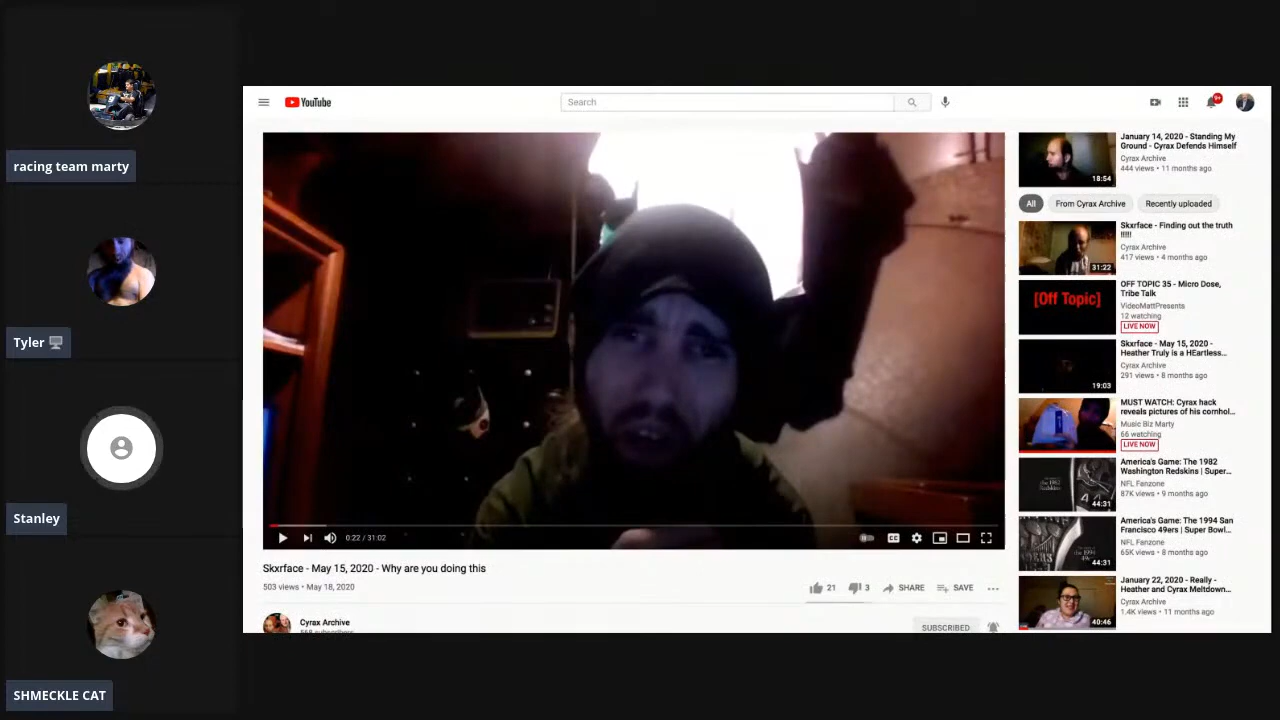 racing team marty
Tyler
Stanley
SHMECKLE CAT
YouTube
Search
9+
Skxrface - May 15, 2020 - Why are you doing this
503 views • May 18, 2020
21
3
SHARE
SAVE
0:22 / 31:02
CC
Cyrax Archive
subscribers
SUBSCRIBED
January 14, 2020 - Standing My
Ground - Cyrax Defends Himself
Cyrax Archive
444 views • 11 months ago
18:54
All
From Cyrax Archive
Recently uploaded
Skxrface - Finding out the truth
!!!!!
Cyrax Archive
417 views • 4 months ago
31:22
[Off Topic]
OFF TOPIC 35 - Micro Dose,
Tribe Talk
VideoMattPresents
12 watching
LIVE NOW
Skxrface - May 15, 2020 -
Heather Truly is a HEartless...
Cyrax Archive
291 views • 8 months ago
19:03
MUST WATCH: Cyrax hack
reveals pictures of his cornhol...
Music Biz Marty
66 watching
LIVE NOW
America's Game: The 1982
Washington Redskins | Super...
NFL Fanzone
87K views • 9 months ago
44:31
America's Game: The 1994 San
Francisco 49ers | Super Bowl...
NFL Fanzone
65K views • 8 months ago
44:31
January 22, 2020 - Really -
Heather and Cyrax Meltdown...
Cyrax Archive
1.4K views • 11 months ago
40:46